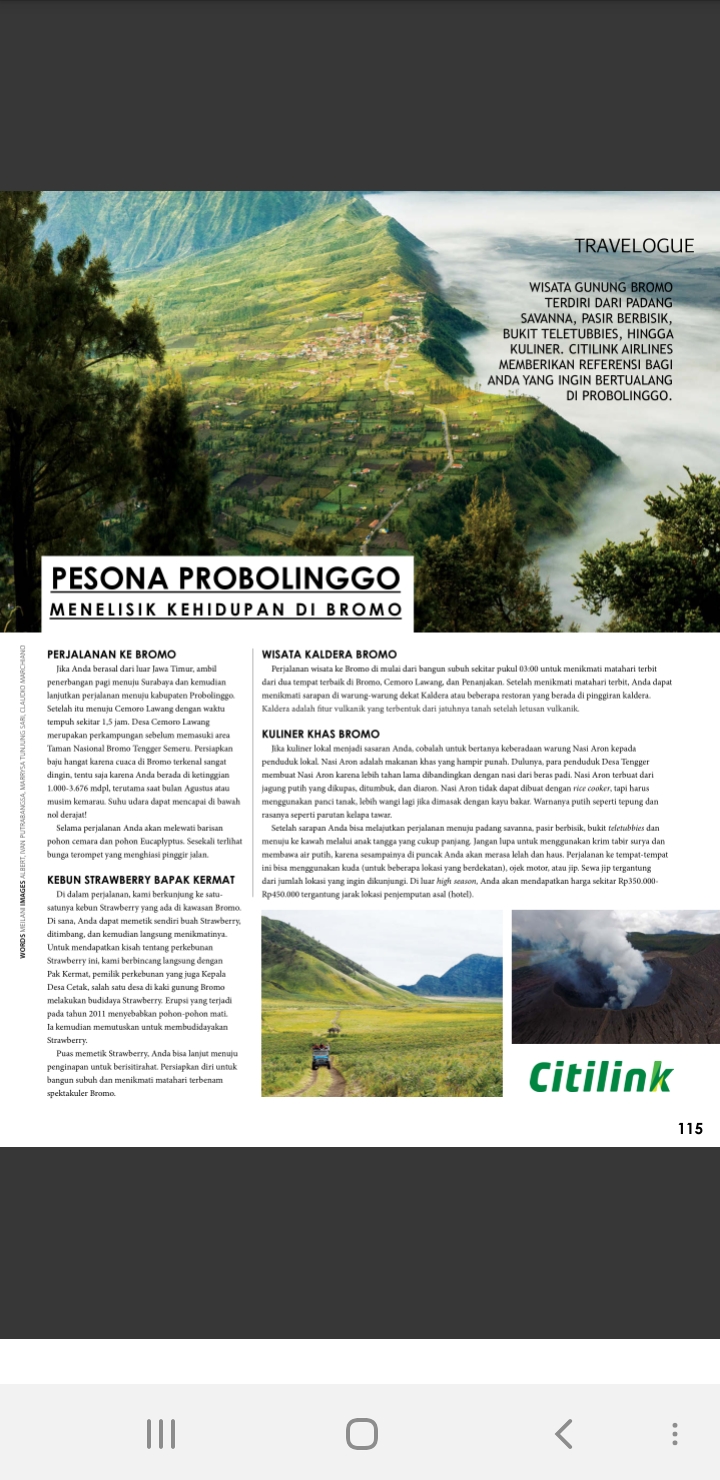 TRAVELOGUE
WISATA GUNUNG BROMO
TERDIRI DARI PADANG
SAVANNA, PASIR BERBISIK,
BUKIT TELETUBBIES, HINGGA
KULINER. CITILINK AIRLINES
MEMBERIKAN REFERENSI BAGI
ANDA YANG INGIN BERTUALANG
DI PROBOLINGGO.
PESONA PROBOLINGGO
MENELISIK KEHIDUPAN DI BROMO
WORDS MEILANI IMAGES ALBERT, IVAN PUTRABANGSA, MARRYSA TUNJUNG SARI, CLAUDIO MARCHIANO
PERJALANAN KE BROMO
Jika Anda berasal dari luar Jawa Timur, ambil
penerbangan pagi menuju Surabaya dan kemudian
lanjutkan perjalanan menuju kabupaten Probolinggo.
Setelah itu menuju Cemoro Lawang dengan waktu
tempuh sekitar 1,5 jam. Desa Cemoro Lawang
merupakan perkampungan sebelum memasuki area
Taman Nasional Bromo Tengger Semeru. Persiapkan
baju hangat karena cuaca di Bromo terkenal sangat
dingin, tentu saja karena Anda berada di ketinggian
1.000-3.676 mdpl, terutama saat bulan Agustus atau
musim kemarau. Suhu udara dapat mencapai di bawah
nol derajat!
Selama perjalanan Anda akan melewati barisan
pohon cemara dan pohon Eucaplyptus. Sesekali terlihat
bunga terompet yang menghiasi pinggir jalan.
KEBUN STRAWBERRY BAPAK KERMAT
Di dalam perjalanan, kami berkunjung ke satu-
satunya kebun Strawberry yang ada di kawasan Bromo.
Di sana, Anda dapat memetik sendiri buah Strawberry,
ditimbang, dan kemudian langsung menikmatinya.
Untuk mendapatkan kisah tentang perkebunan
Strawberry ini, kami berbincang langsung dengan
Pak Kermat, pemilik perkebunan yang juga Kepala
Desa Cetak, salah satu desa di kaki gunung Bromo
melakukan budidaya Strawberry. Erupsi yang terjadi
pada tahun 2011 menyebabkan pohon-pohon mati.
Ia kemudian memutuskan untuk membudidayakan
Strawberry.
Puas memetik Strawberry, Anda bisa lanjut menuju
penginapan untuk berisitirahat. Persiapkan diri untuk
bangun subuh dan menikmati matahari terbenam
spektakuler Bromo.
WISATA KALDERA BROMO
Perjalanan wisata ke Bromo di mulai dari bangun subuh sekitar pukul 03:00 untuk menikmati matahari terbit
dari dua tempat terbaik di Bromo, Cemoro Lawang, dan Penanjakan. Setelah menikmati matahari terbit, Anda dapat
menikmati sarapan di warung-warung dekat Kaldera atau beberapa restoran yang berada di pinggiran kaldera.
Kaldera adalah fitur vulkanik yang terbentuk dari jatuhnya tanah setelah letusan vulkanik.
KULINER KHAS BROMO
Jika kuliner lokal menjadi sasaran Anda, cobalah untuk bertanya keberadaan warung Nasi Aron kepada
penduduk lokal. Nasi Aron adalah makanan khas yang hampir punah. Dulunya, para penduduk Desa Tengger
membuat Nasi Aron karena lebih tahan lama dibandingkan dengan nasi dari beras padi. Nasi Aron terbuat dari
jagung putih yang dikupas, ditumbuk, dan diaron. Nasi Aron tidak dapat dibuat dengan rice cooker, tapi harus
menggunakan panci tanak, lebih wangi lagi jika dimasak dengan kayu bakar. Warnanya putih seperti tepung dan
rasanya seperti parutan kelapa tawar.
Setelah sarapan Anda bisa melajutkan perjalanan menuju padang savanna, pasir berbisik, bukit teletubbies dan
menuju ke kawah melalui anak tangga yang cukup panjang. Jangan lupa untuk menggunakan krim tabir surya dan
membawa air putih, karena sesampainya di puncak Anda akan merasa lelah dan haus. Perjalanan ke tempat-tempat
ini bisa menggunakan kuda (untuk beberapa lokasi yang berdekatan), ojek motor, atau jip. Sewa jip tergantung
dari jumlah lokasi yang ingin dikunjungi. Di luar high season, Anda akan mendapatkan harga sekitar Rp350.000-
Rp450.000 tergantung jarak lokasi penjemputan asal (hotel).
Citilink
115